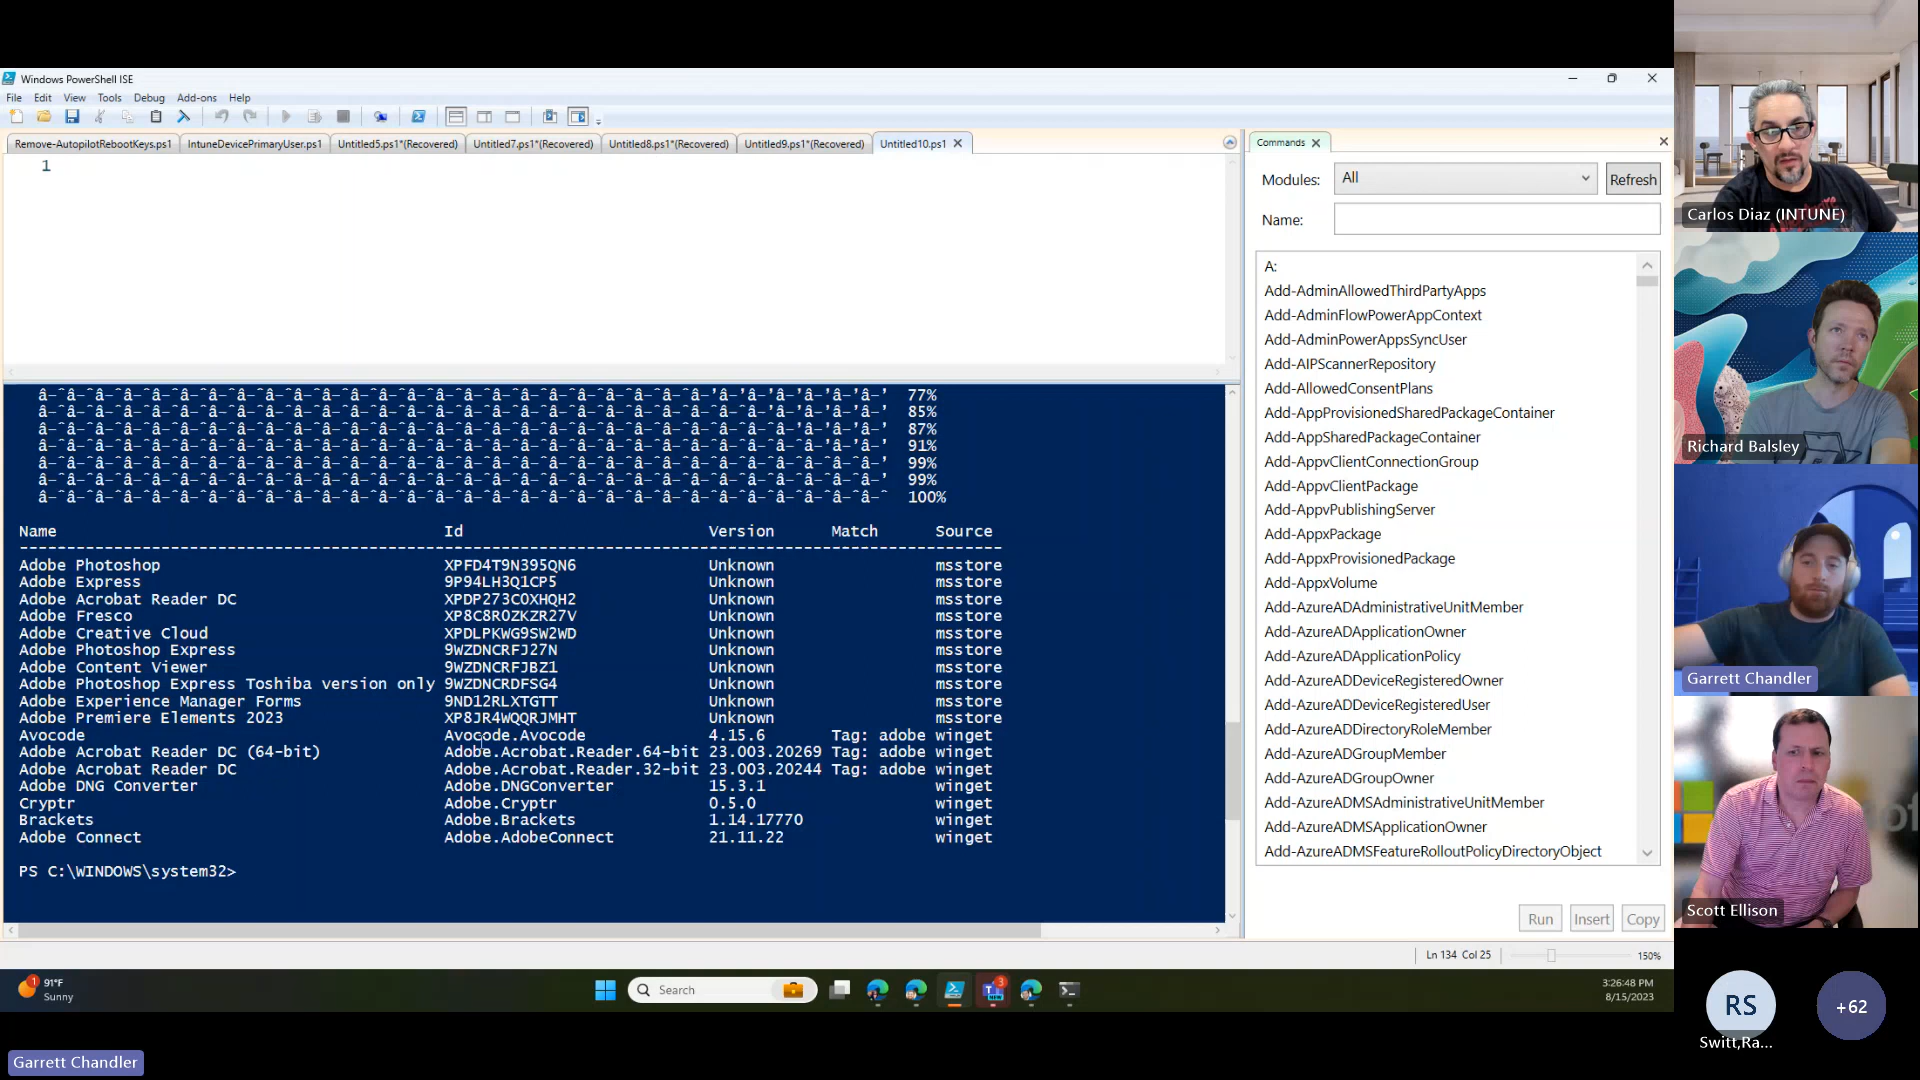 Windows PowerShell ISE
File Edit View Tools Debug Add-ons Help
Remove-AutopilotRebootKeys.ps1 IntuneDevicePrimaryUser.ps1 Untitled5.ps1*(Recovered) Untitled7.ps1*(Recovered) Untitled8.ps1*(Recovered) Untitled9.ps1*(Recovered) Untitled10.ps1
1
77%
85%
87%
91%
99%
99%
100%
Name Id Version Match Source
Adobe Photoshop XPFD4T9N395QN6 Unknown msstore
Adobe Express 9P94LH3Q1CP5 Unknown msstore
Adobe Acrobat Reader DC XPDP273C0XHQH2 Unknown msstore
Adobe Fresco XP8C8R0ZKZR27V Unknown msstore
Adobe Creative Cloud XPDLPKWG9SW2WD Unknown msstore
Adobe Photoshop Express 9WZDNCRFJ27N Unknown msstore
Adobe Content Viewer 9WZDNCRFJBZ1 Unknown msstore
Adobe Photoshop Express Toshiba version only 9WZDNCRDFSG4 Unknown msstore
Adobe Experience Manager Forms 9ND12RLXTGTT Unknown msstore
Adobe Premiere Elements 2023 XP8JR4WQQRJMHT Unknown msstore
Avocode Avocode.Avocode 4.15.6 Tag: adobe winget
Adobe Acrobat Reader DC (64-bit) Adobe.Acrobat.Reader.64-bit 23.003.20269 Tag: adobe winget
Adobe Acrobat Reader DC Adobe.Acrobat.Reader.32-bit 23.003.20244 Tag: adobe winget
Adobe DNG Converter Adobe.DNGConverter 15.3.1 winget
Cryptr Adobe.Cryptr 0.5.0 winget
Brackets Adobe.Brackets 1.14.17770 winget
Adobe Connect Adobe.AdobeConnect 21.11.22 winget
PS C:\WINDOWS\system32>
Commands
Modules: All Refresh
Name:
A:
Add-AdminAllowedThirdPartyApps
Add-AdminFlowPowerAppContext
Add-AdminPowerAppsSyncUser
Add-AIPScannerRepository
Add-AllowedConsentPlans
Add-AppProvisionedSharedPackageContainer
Add-AppSharedPackageContainer
Add-AppvClientConnectionGroup
Add-AppvClientPackage
Add-AppvPublishingServer
Add-AppxPackage
Add-AppxProvisionedPackage
Add-AppxVolume
Add-AzureADAdministrativeUnitMember
Add-AzureADApplicationOwner
Add-AzureADApplicationPolicy
Add-AzureADDeviceRegisteredOwner
Add-AzureADDeviceRegisteredUser
Add-AzureADDirectoryRoleMember
Add-AzureADGroupMember
Add-AzureADGroupOwner
Add-AzureADMSAdministrativeUnitMember
Add-AzureADMSApplicationOwner
Add-AzureADMSFeatureRolloutPolicyDirectoryObject
Run Insert Copy
Ln 134 Col 25 150%
1
91°F
Sunny
Search
3
3:26:48 PM
8/15/2023
Garrett Chandler
Carlos Diaz (INTUNE)
Richard Balsley
Garrett Chandler
Scott Ellison
RS
Switt,Ra...
+62